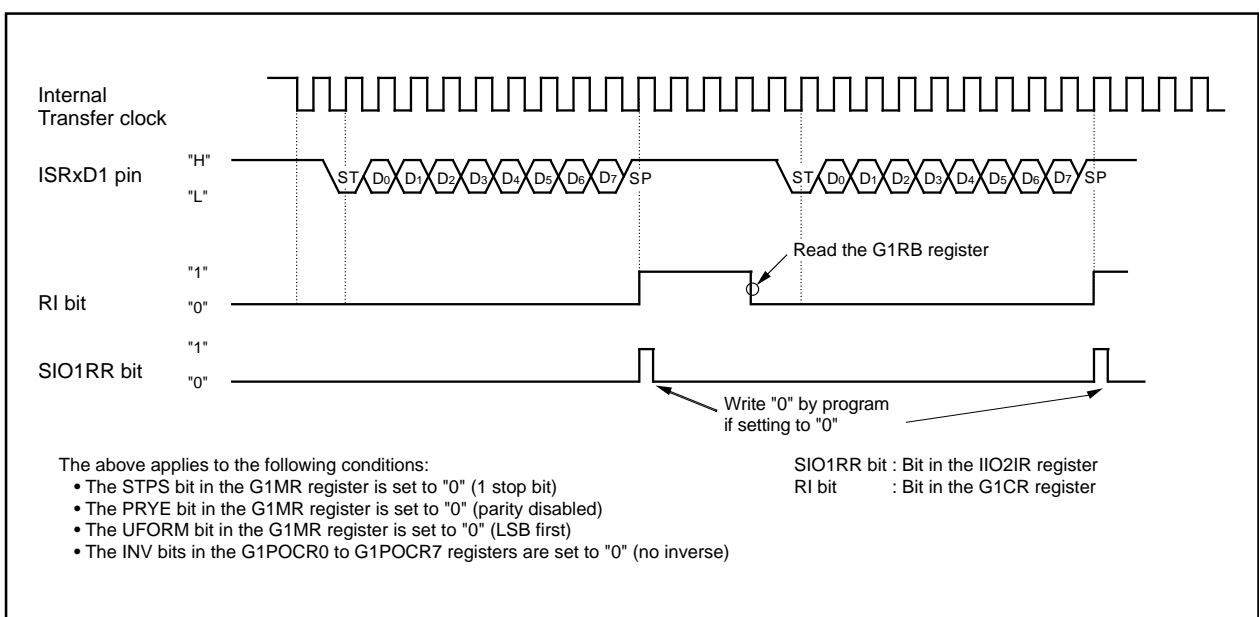 Internal
Transfer clock
ISRxD1 pin
"H"
"L"
ST D0 D1 D2 D3 D4 D5 D6 D7 SP
ST D0 D1 D2 D3 D4 D5 D6 D7 SP
Read the G1RB register
RI bit
"1"
"0"
SIO1RR bit
"1"
"0"
Write "0" by program
if setting to "0"
The above applies to the following conditions:
• The STPS bit in the G1MR register is set to "0" (1 stop bit)
• The PRYE bit in the G1MR register is set to "0" (parity disabled)
• The UFORM bit in the G1MR register is set to "0" (LSB first)
• The INV bits in the G1POCR0 to G1POCR7 registers are set to "0" (no inverse)
SIO1RR bit : Bit in the IIO2IR register
RI bit : Bit in the G1CR register